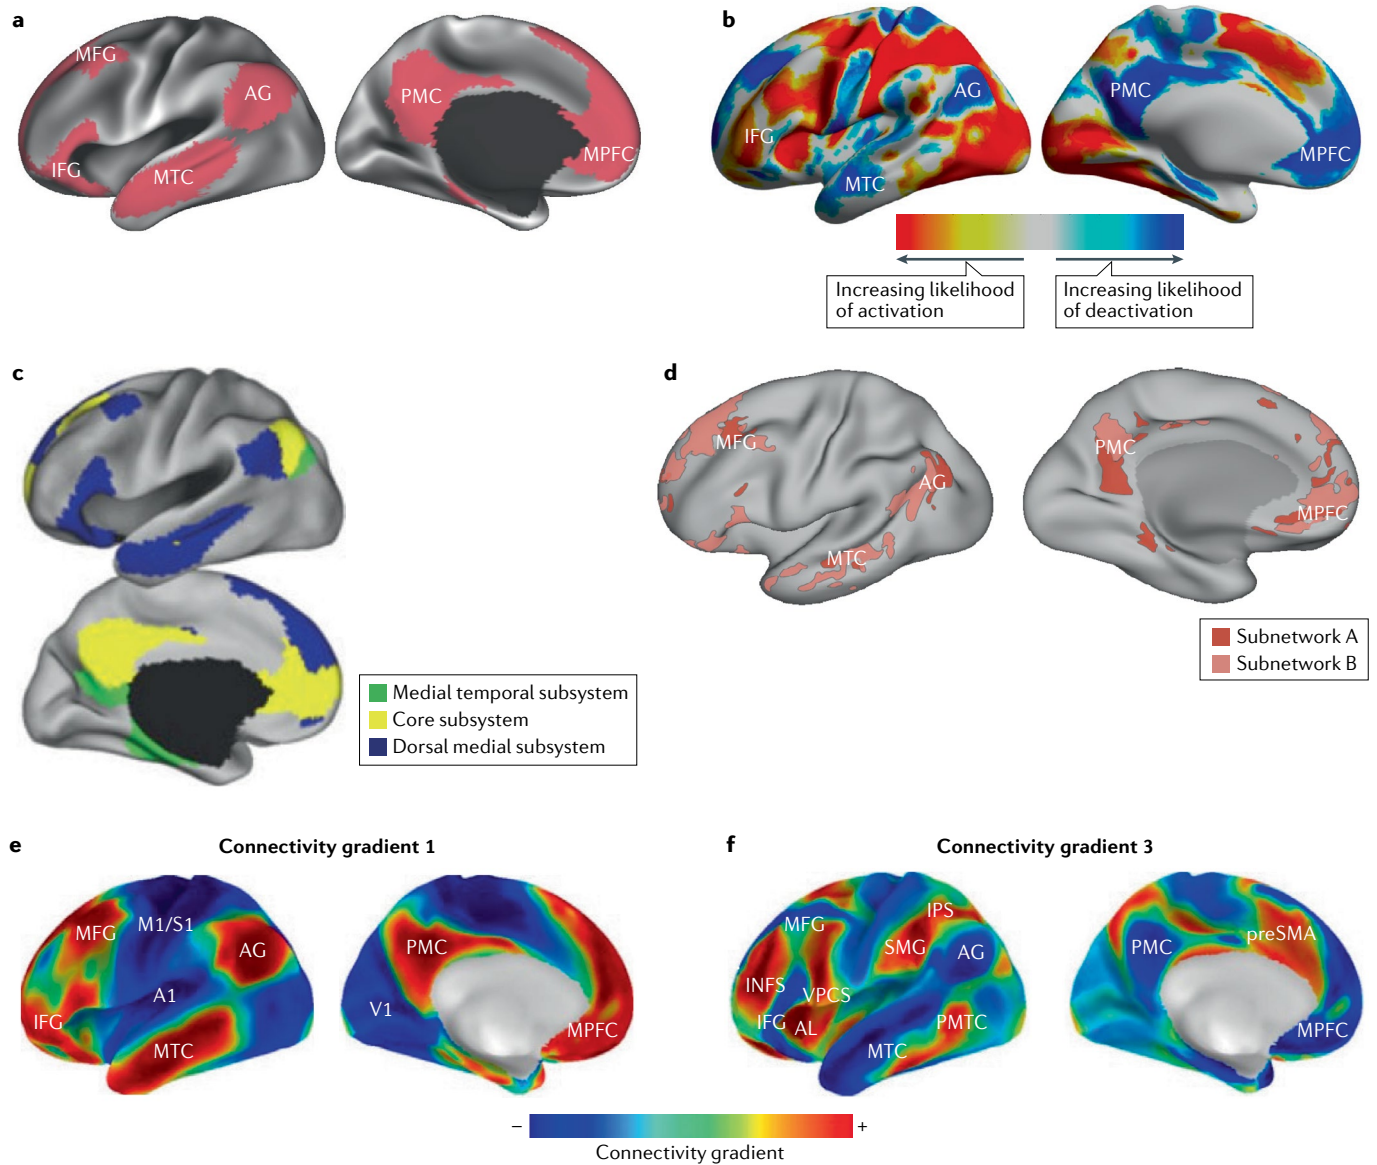 a
MFG
AG
IFG
MTC
PMC
MPFC
b
IFG
AG
MTC
PMC
MPFC
Increasing likelihood
of activation
Increasing likelihood
of deactivation
c
Medial temporal subsystem
Core subsystem
Dorsal medial subsystem
d
MFG
AG
MTC
PMC
MPFC
Subnetwork A
Subnetwork B
e
Connectivity gradient 1
MFG
M1/S1
AG
A1
IFG
MTC
PMC
V1
MPFC
f
Connectivity gradient 3
MFG
IPS
SMG
AG
INFS
VPCS
IFG
AL
PMTC
MTC
PMC
preSMA
MPFC
– +
Connectivity gradient